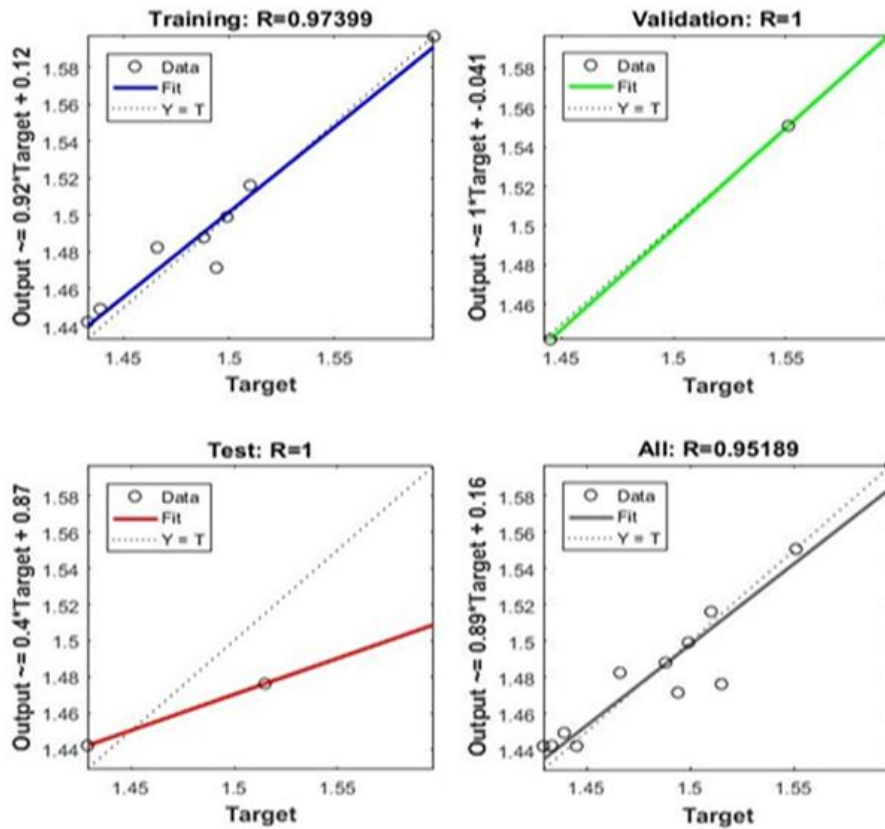 Training: R=0.97399
Output ~= 0.92*Target + 0.12
1.58
1.56
1.54
1.52
1.5
1.48
1.46
1.44
Data
Fit
Y = T
1.45 1.5 1.55
Target
Validation: R=1
Output ~= 1*Target + -0.041
1.58
1.56
1.54
1.52
1.5
1.48
1.46
Data
Fit
Y = T
1.45 1.5 1.55
Target
Test: R=1
Output ~= 0.4*Target + 0.87
1.58
1.56
1.54
1.52
1.5
1.48
1.46
1.44
Data
Fit
Y = T
1.45 1.5 1.55
Target
All: R=0.95189
Output ~= 0.89*Target + 0.16
1.58
1.56
1.54
1.52
1.5
1.48
1.46
1.44
Data
Fit
Y = T
1.45 1.5 1.55
Target